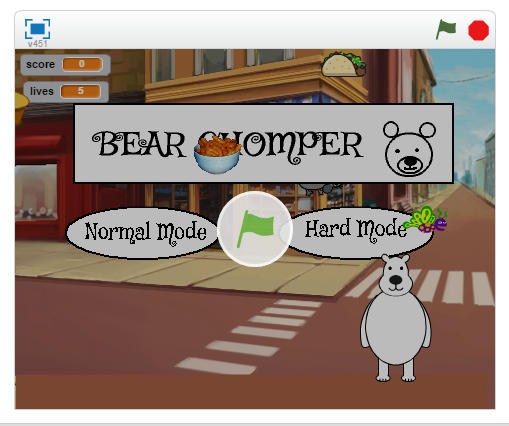 v451
score 0
lives 5
BEAR CHOMPER
Normal Mode
Hard Mode